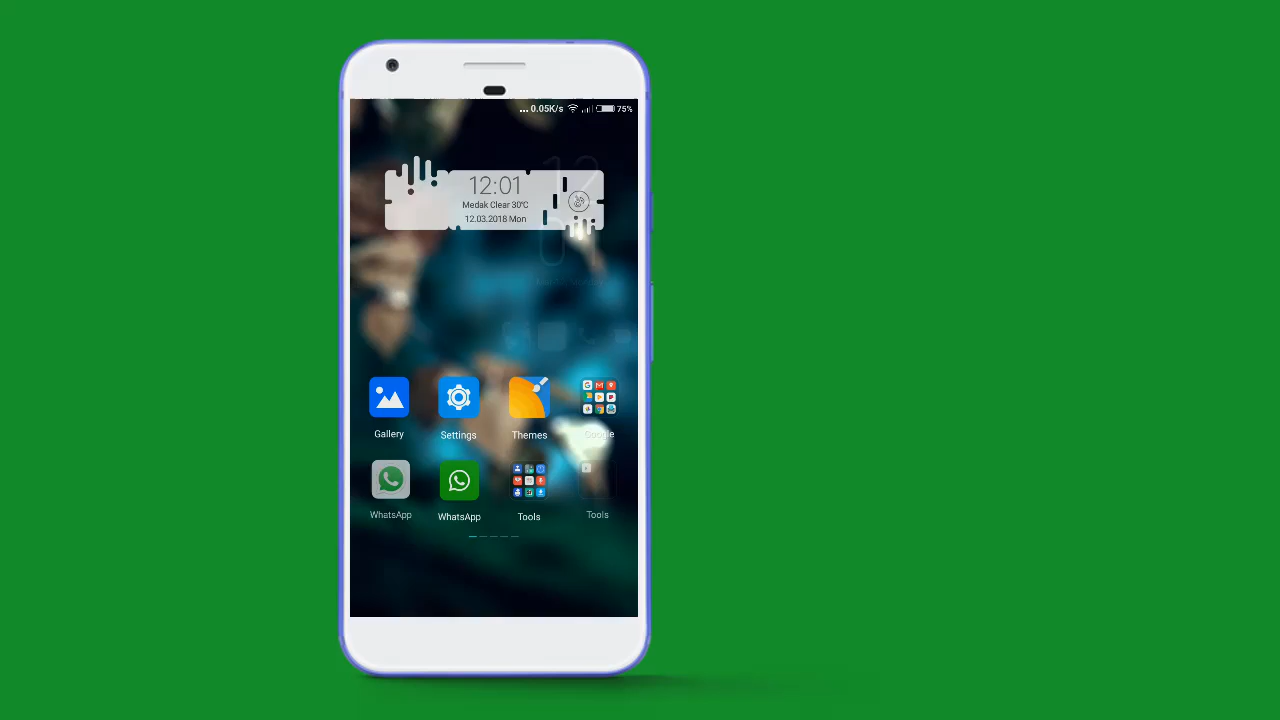 ... 0.05K/s 75%
12:01
Medak Clear 30℃
12.03.2018 Mon
Gallery Settings Themes Google
WhatsApp WhatsApp Tools Tools